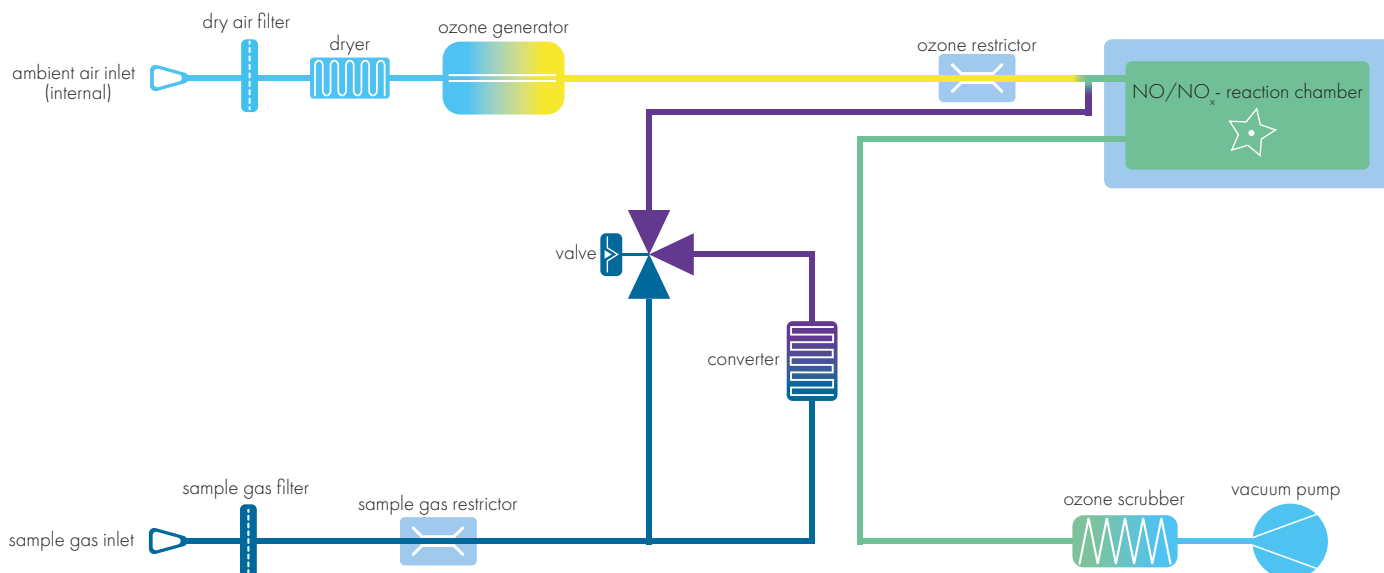 dry air filter
ozone generator
dryer
ozone restrictor
ambient air inlet
(internal)
NO/NOx- reaction chamber
valve
converter
sample gas filter
sample gas restrictor
ozone scrubber
vacuum pump
sample gas inlet